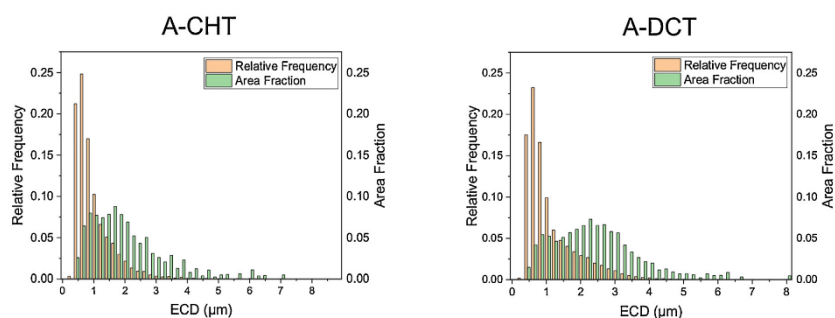 A-CHT
Relative Frequency
Area Fraction
0.25
0.20
0.15
0.10
0.05
0.00
0.25
0.20
0.15
0.10
0.05
0.00
Relative Frequency
Area Fraction
0 1 2 3 4 5 6 7 8
ECD (μm)
A-DCT
Relative Frequency
Area Fraction
0.25
0.20
0.15
0.10
0.05
0.00
0.25
0.20
0.15
0.10
0.05
0.00
Relative Frequency
Area Fraction
0 1 2 3 4 5 6 7 8
ECD (μm)